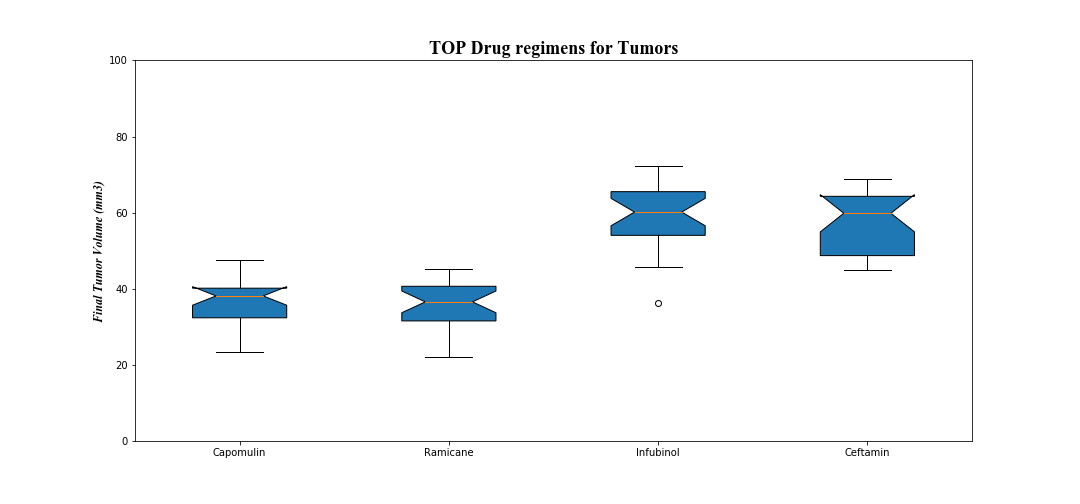 TOP Drug regimens for Tumors
Final Tumor Volume (mm3)
100
80
60
40
20
0
Capomulin
Ramicane
Infubinol
Ceftamin